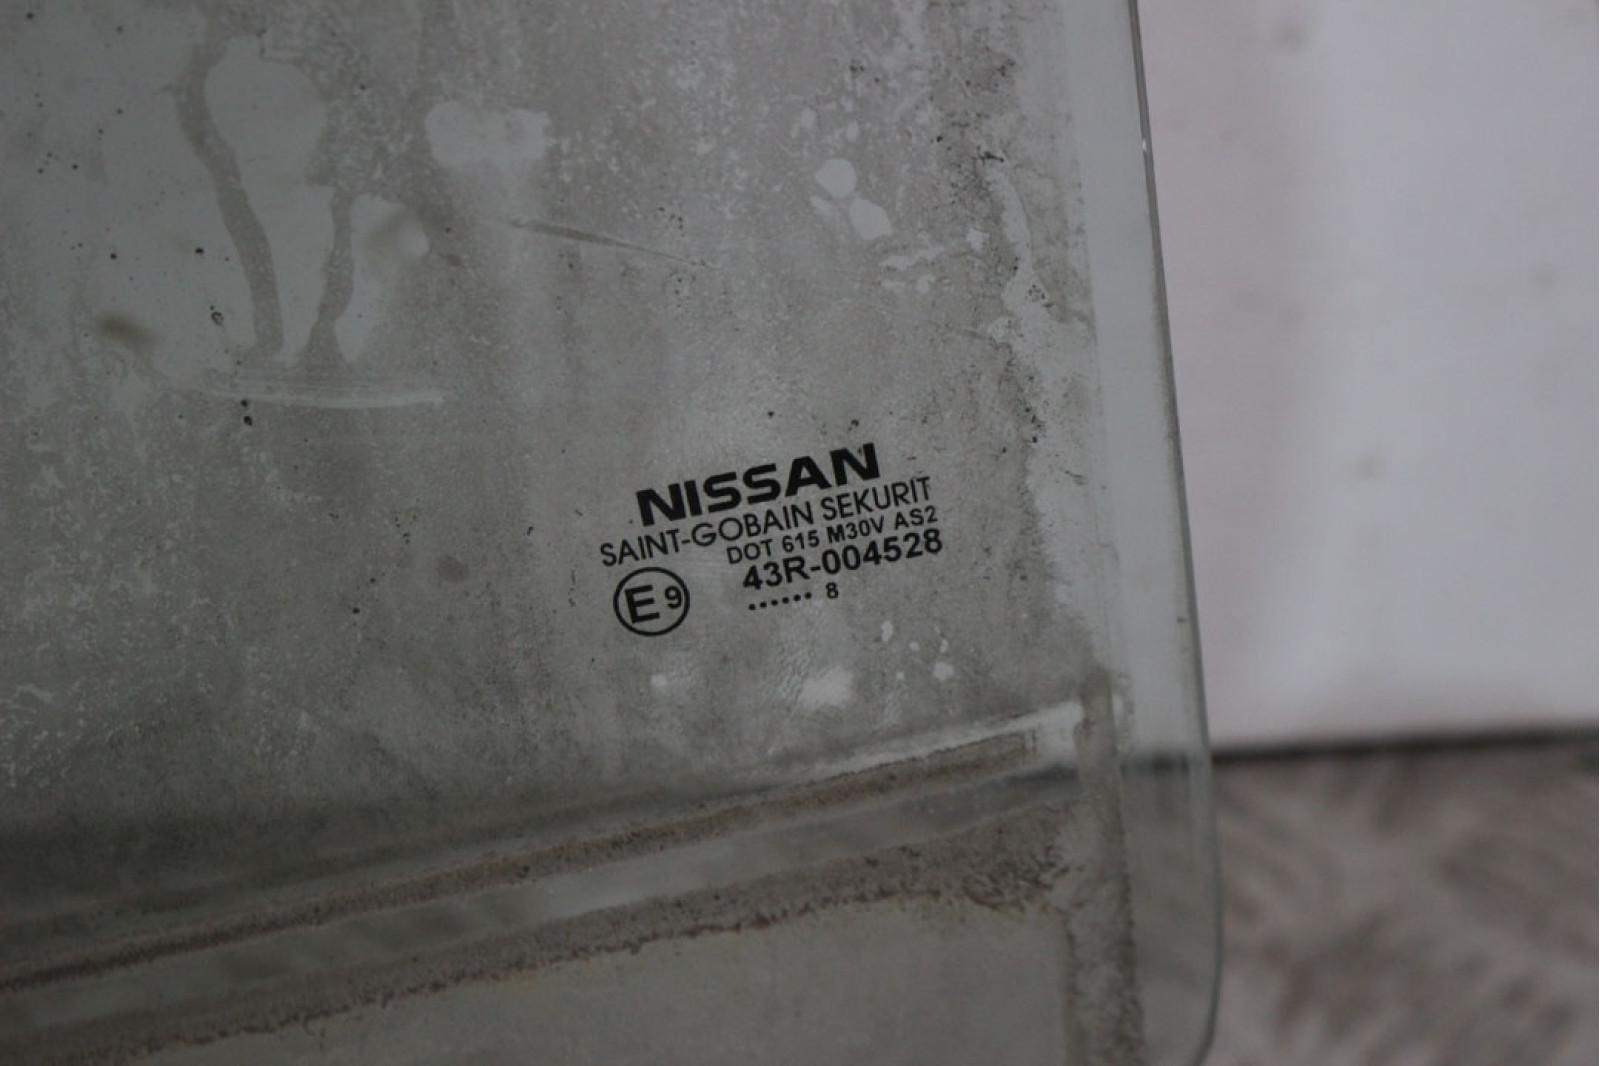 NISSAN
SAINT-GOBAIN SEKURIT
DOT 615 M30V AS2
43R-004528
E9
...... 8